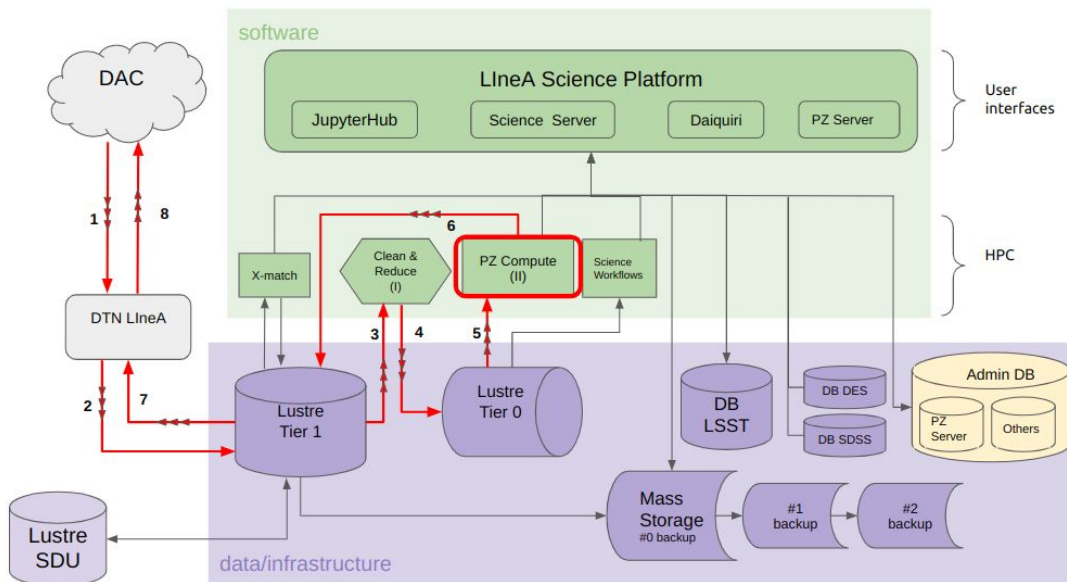 software
DAC
LIneA Science Platform
JupyterHub
Science Server
Daiquiri
PZ Server
User
interfaces
1
8
6
X-match
Clean &
Reduce
(I)
PZ Compute
(II)
Science
Workflows
HPC
DTN LIneA
3
4
5
2
7
Lustre
Tier 1
Lustre
Tier 0
DB
LSST
DB DES
DB SDSS
Admin DB
PZ
Server
Others
Lustre
SDU
Mass
Storage
#0 backup
#1
backup
#2
backup
data/infrastructure